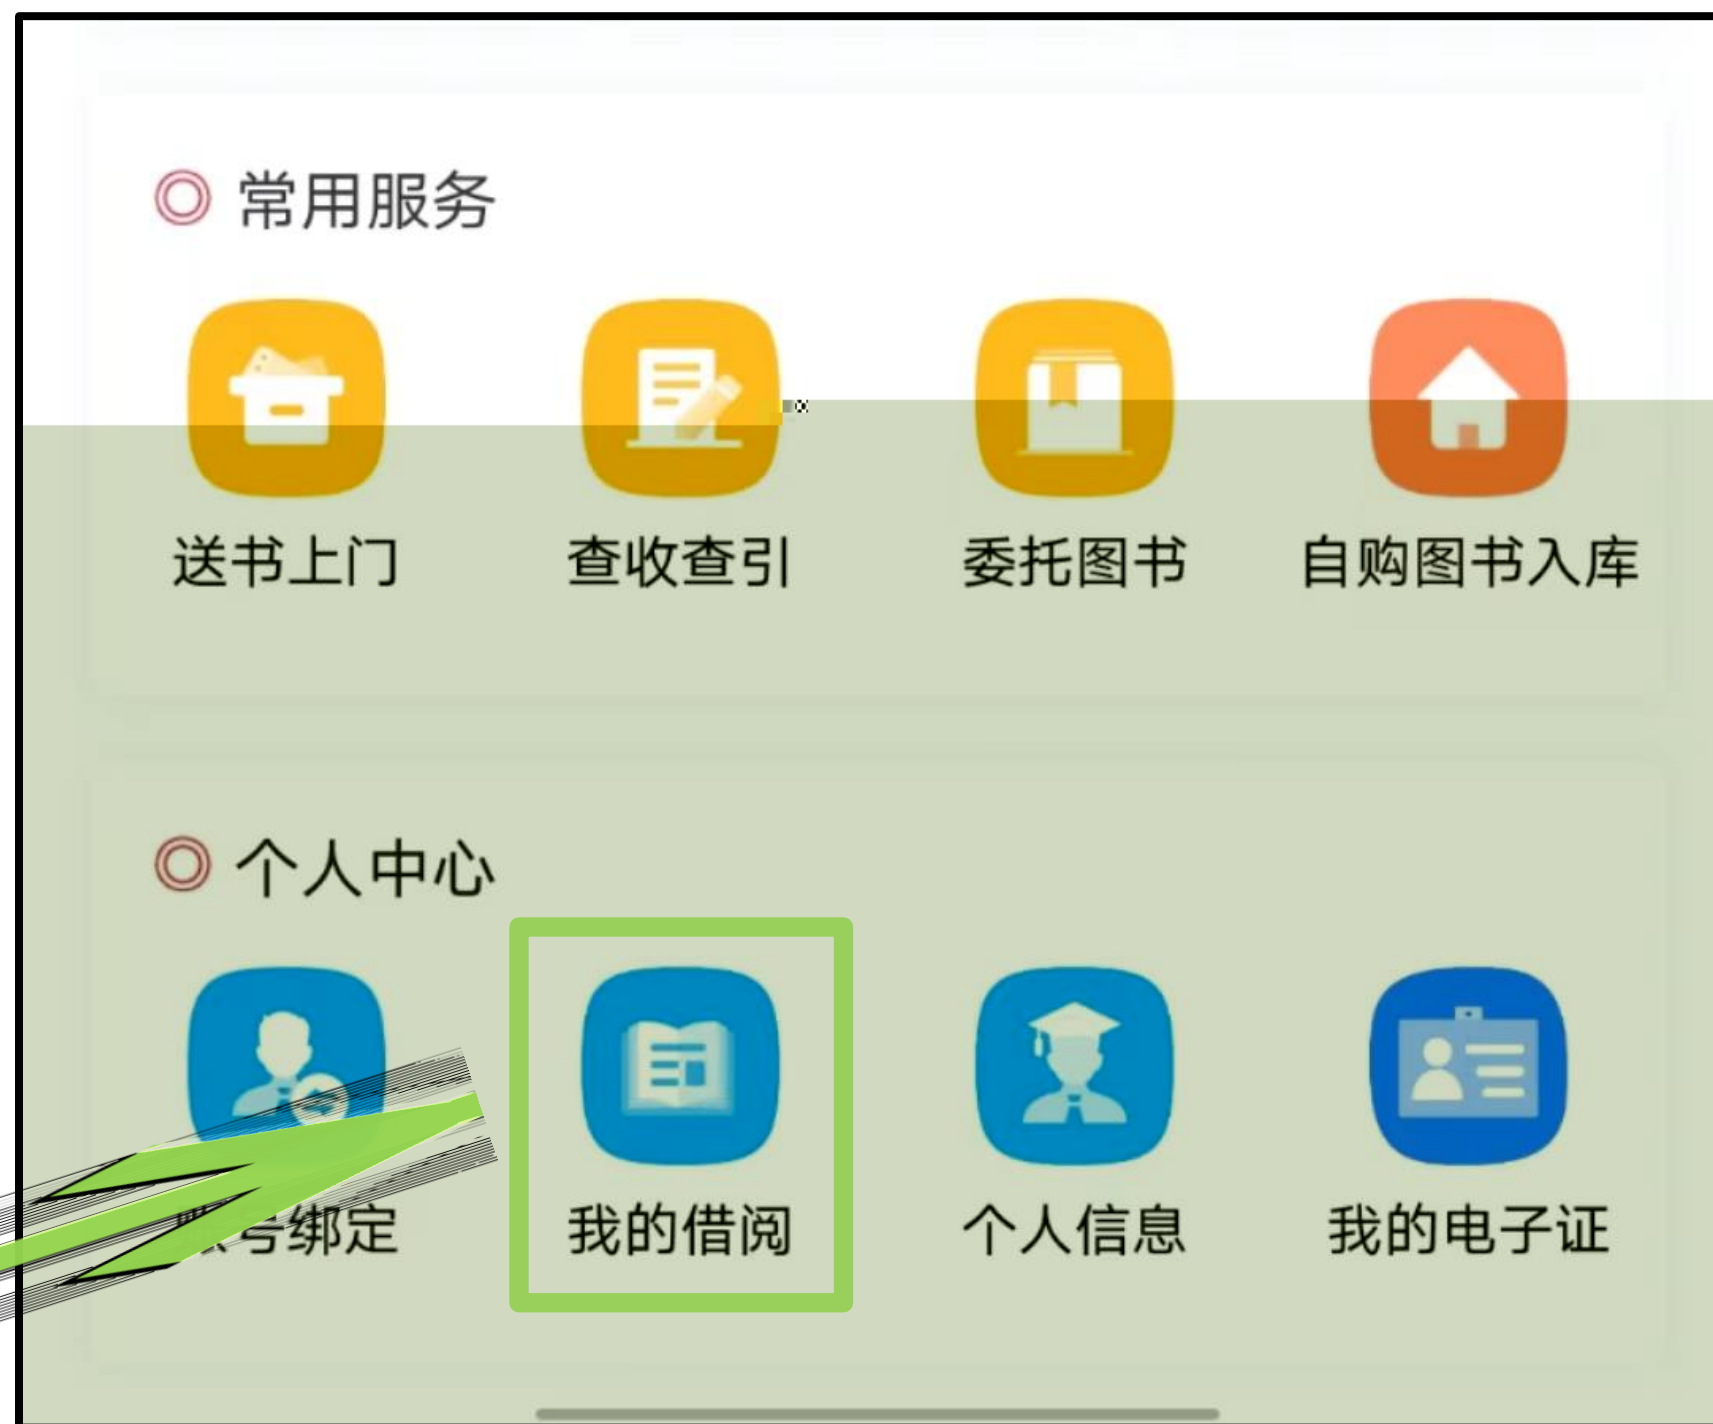 常用服务
送书上门 查收查引 委托图书 自购图书入库
个人中心
账号绑定 我的借阅 个人信息 我的电子证